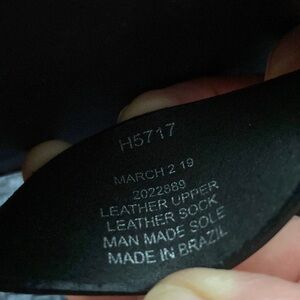 H5717
MARCH 2 19
2022889
LEATHER UPPER
LEATHER SOCK
MAN MADE SOLE
MADE IN BRAZIL